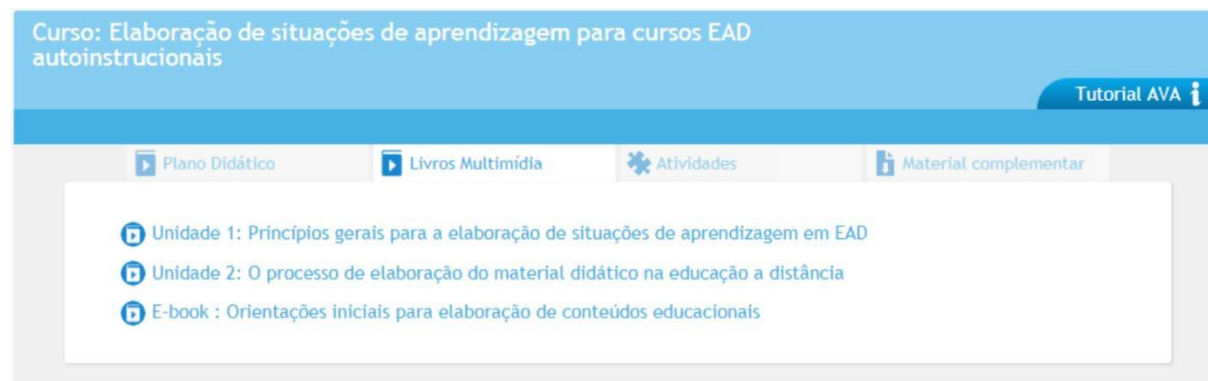 Curso: Elaboração de situações de aprendizagem para cursos EAD
autoinstrucionais
Tutorial AVA
Plano Didático
Livros Multimídia
Atividades
Material complementar
Unidade 1: Princípios gerais para a elaboração de situações de aprendizagem em EAD
Unidade 2: O processo de elaboração do material didático na educação a distância
E-book : Orientações iniciais para elaboração de conteúdos educacionais